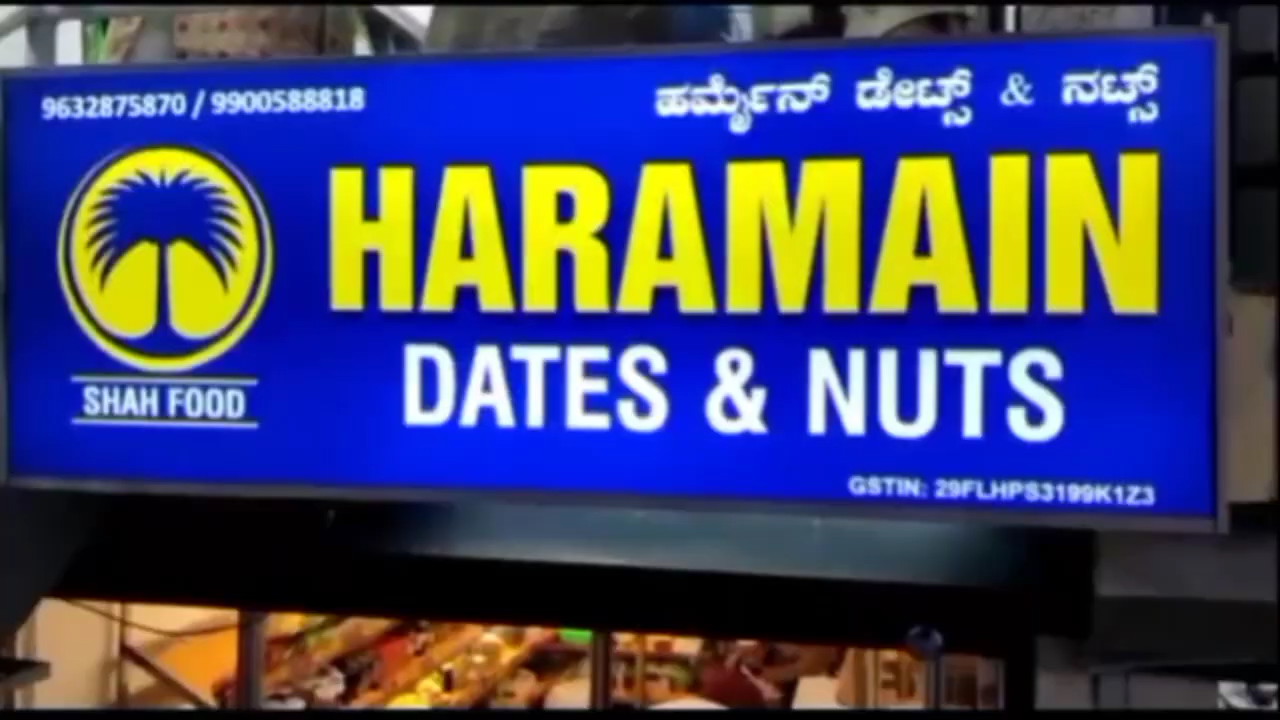 9632875870 / 9900588818
ಹರ್ಮೈನ್ ಡೇಟ್ಸ್ & ನಟ್ಸ್
HARAMAIN
DATES & NUTS
SHAH FOOD
GSTIN: 29FLHPS3199K1Z3